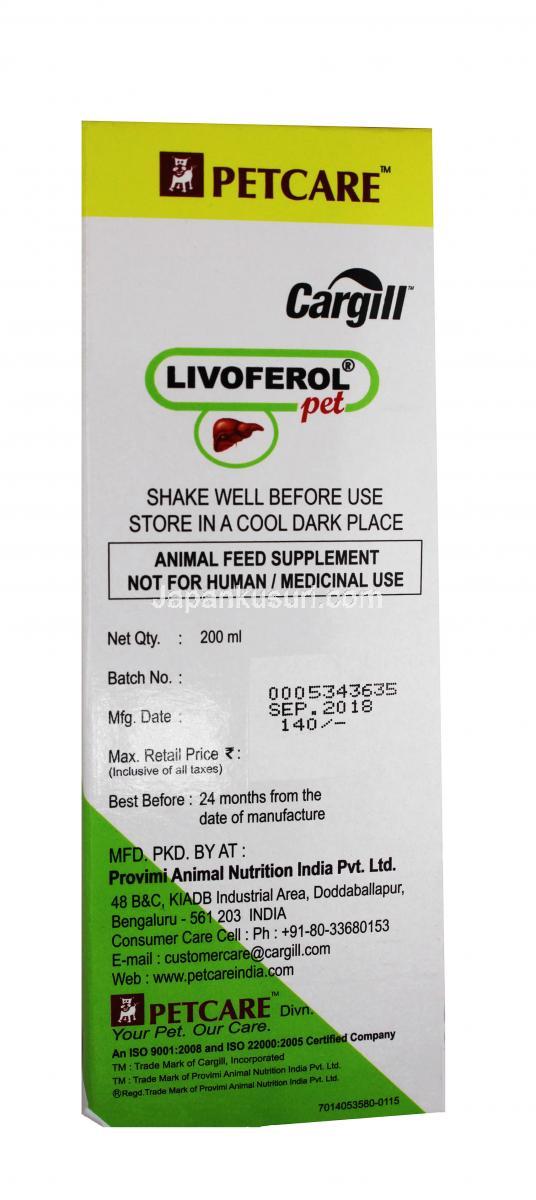 PETCARE™
Cargill™
LIVOFEROL®
pet
SHAKE WELL BEFORE USE
STORE IN A COOL DARK PLACE
ANIMAL FEED SUPPLEMENT
NOT FOR HUMAN / MEDICINAL USE
Japankusuri.com
Net Qty. : 200 ml
Batch No. : 0005343635
Mfg. Date : SEP.2018
140/-
Max. Retail Price ₹ :
(Inclusive of all taxes)
Best Before : 24 months from the
date of manufacture
MFD. PKD. BY AT :
Provimi Animal Nutrition India Pvt. Ltd.
48 B&C, KIADB Industrial Area, Doddaballapur,
Bengaluru - 561 203 INDIA
Consumer Care Cell : Ph : +91-80-33680153
E-mail : customercare@cargill.com
Web : www.petcareindia.com
PETCARE™ Divn.
Your Pet. Our Care.
An ISO 9001:2008 and ISO 22000:2005 Certified Company
TM : Trade Mark of Cargill, Incorporated
TM : Trade Mark of Provimi Animal Nutrition India Pvt. Ltd.
®Regd.Trade Mark of Provimi Animal Nutrition India Pvt. Ltd.
7014053580-0115